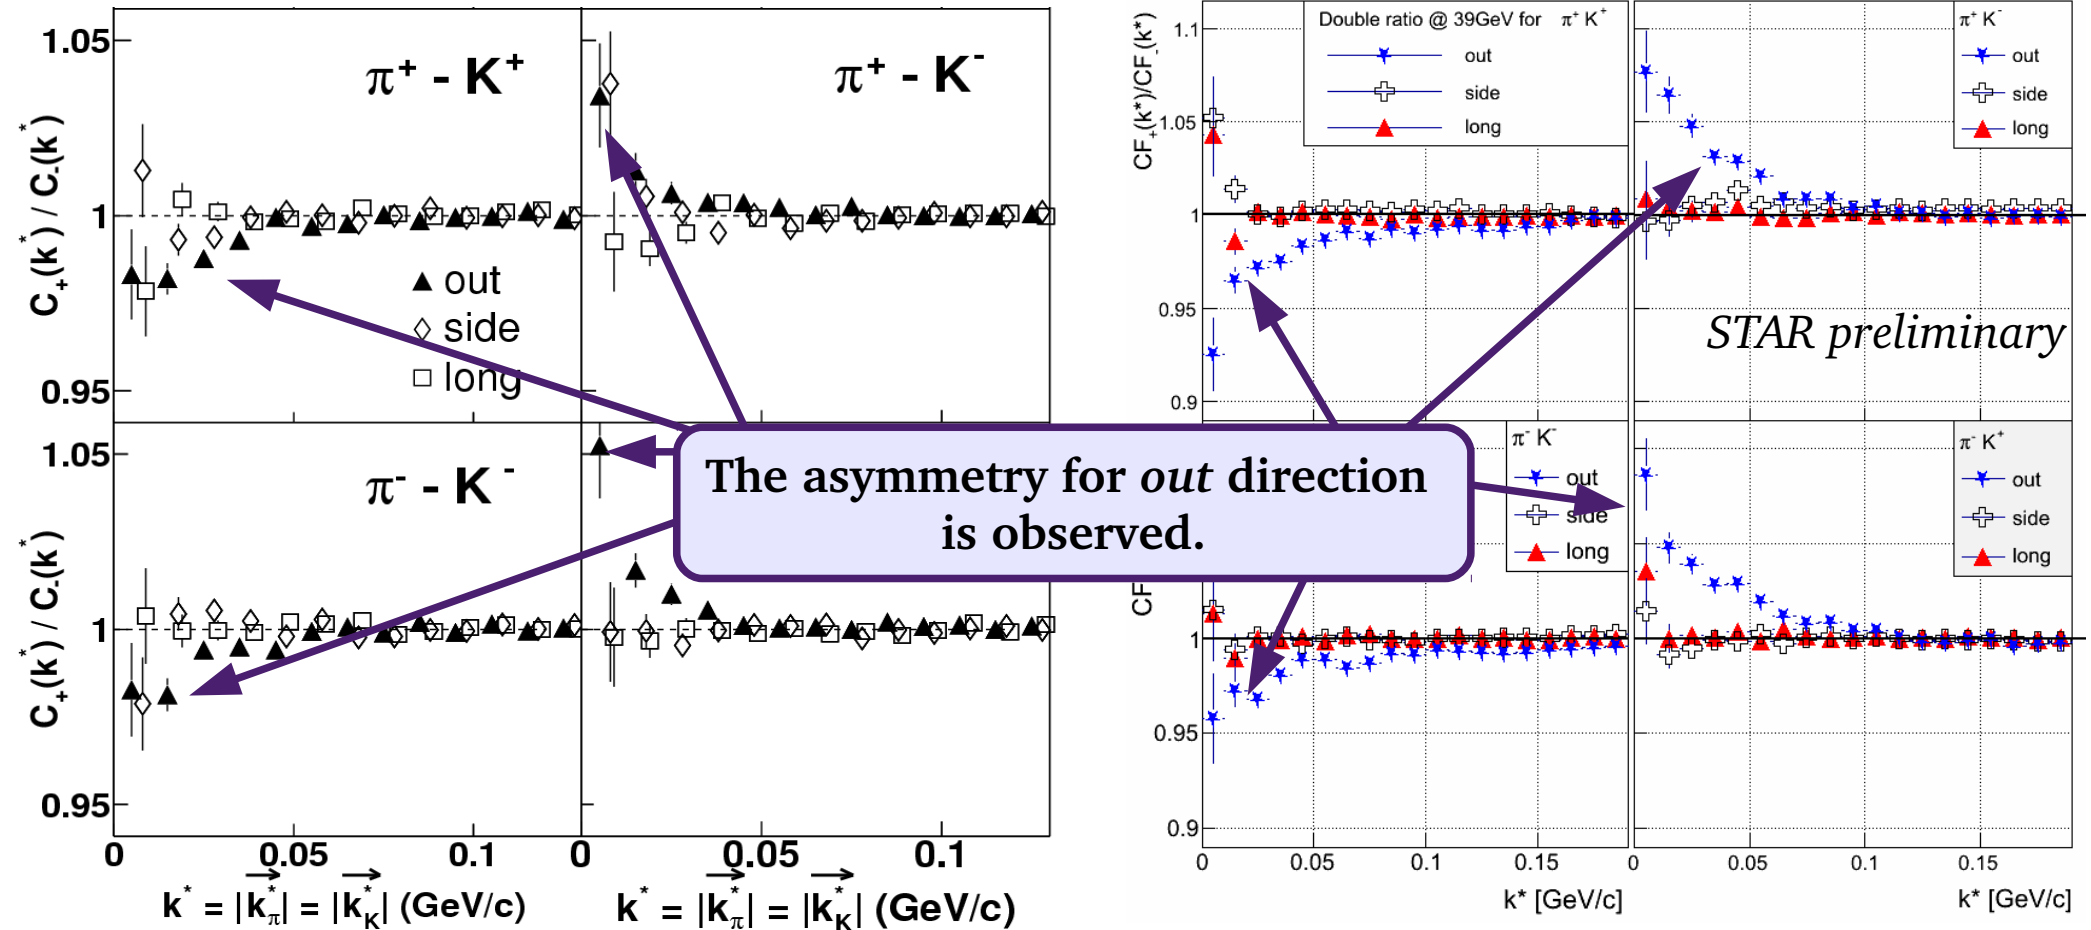 1.05
π+ - K+
π+ - K-
C+(k*) / C-(k*)
1
out
side
long
0.95
1.05
π- - K-
C+(k*) / C-(k*)
1
0.95
0 0.05 0.1 0 0.05 0.1
k* = |k*π| = |k*K| (GeV/c)
k* = |k*π| = |k*K| (GeV/c)
The asymmetry for out direction
is observed.
CF+(k*)/CF-(k*)
1.1
Double ratio @ 39GeV for π+ K+
out
side
long
π+ K-
out
side
long
1.05
1
0.95
STAR preliminary
0.9
π- K-
out
side
long
π- K+
out
side
long
CF
1
0.95
0.9
0 0.05 0.1 0.15 0 0.05 0.1 0.15
k* [GeV/c]
k* [GeV/c]